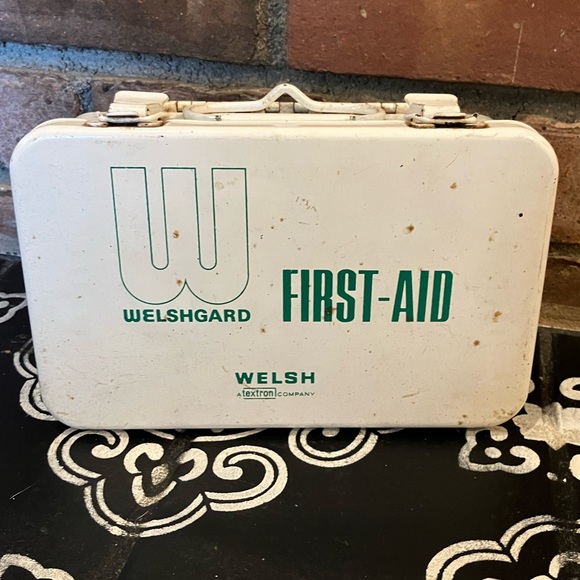 W
WELSHGARD
FIRST-AID
WELSH
A textron COMPANY